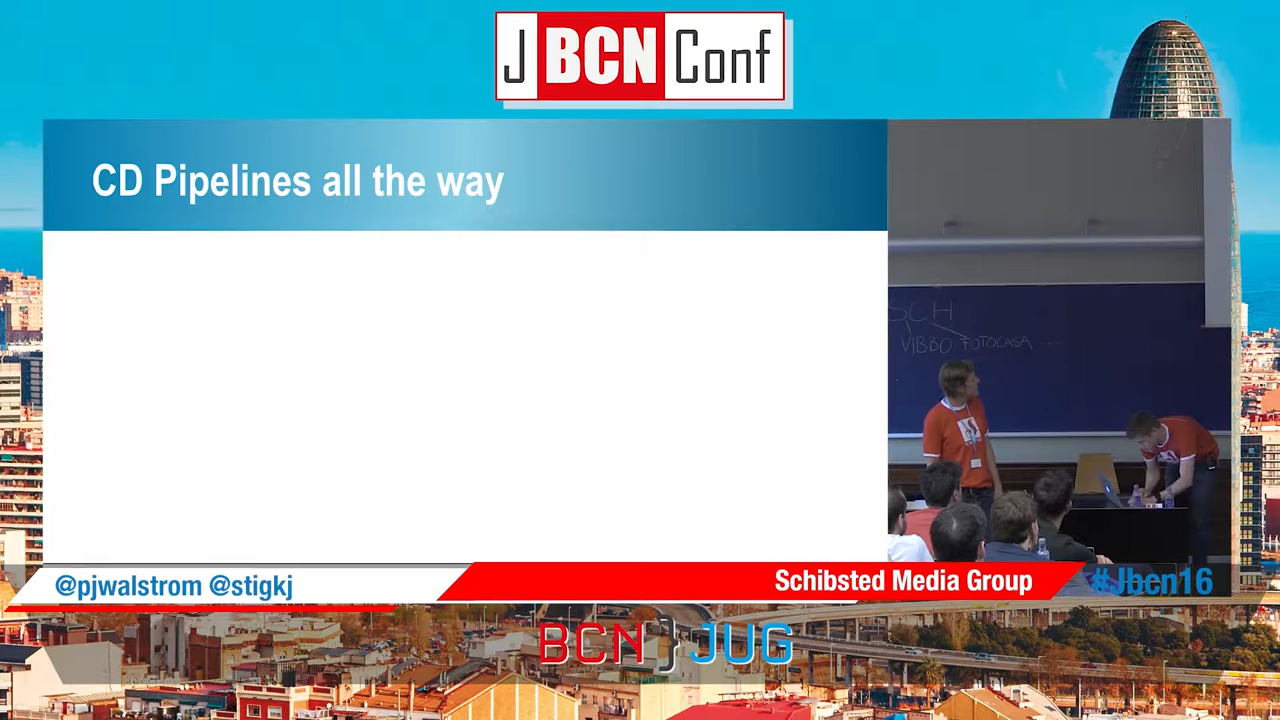 J BCN Conf
CD Pipelines all the way
SCH
VIBBO FOTOCASA ...
@pjwalstrom @stigkj
Schibsted Media Group
#Jbcn16
BCN JUG